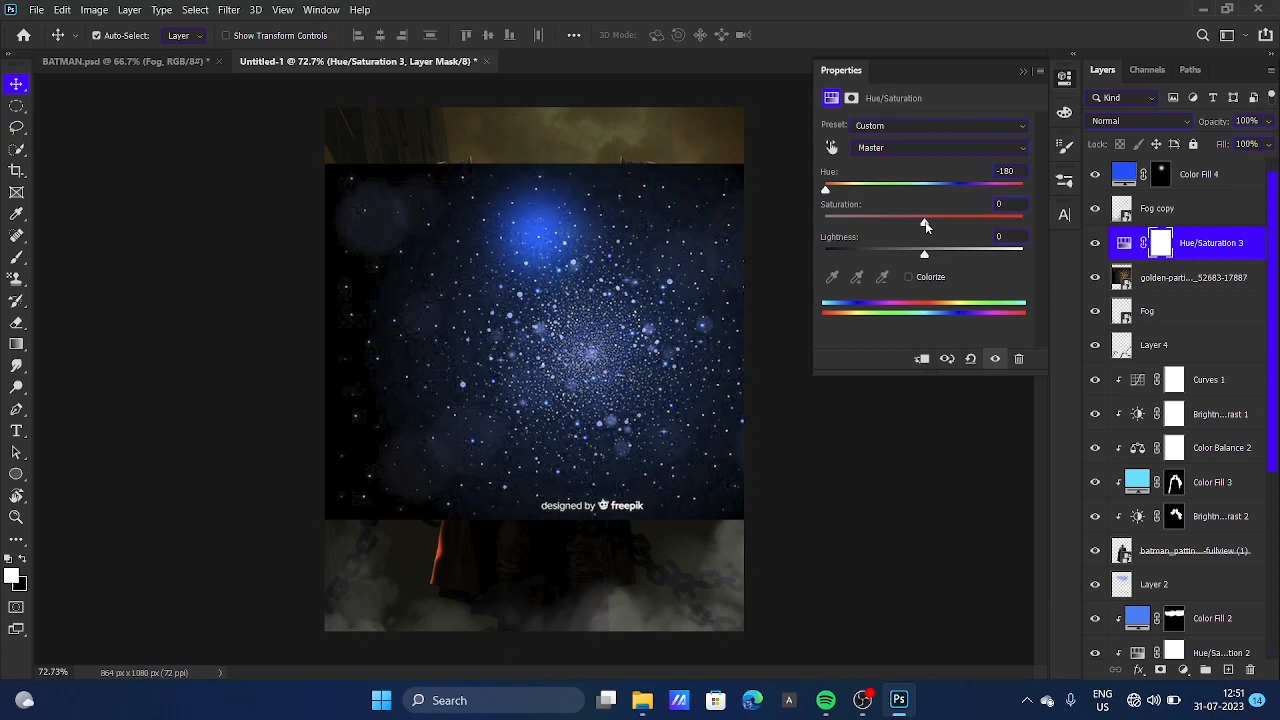 Ps File Edit Image Layer Type Select Filter 3D View Window Help
Auto-Select: Layer Show Transform Controls 3D Mode:
BATMAN.psd @ 66.7% (Fog, RGB/8#) * × Untitled-1 @ 72.7% (Hue/Saturation 3, Layer Mask/8) * ×
Properties
Hue/Saturation
Preset: Custom
Master
Hue: -180
Saturation: 0
Lightness: 0
Colorize
Layers Channels Paths
Kind
Normal Opacity: 100%
Lock: Fill: 100%
Color Fill 4
Fog copy
Hue/Saturation 3
golden-parti..._52683-17887
Fog
Layer 4
Curves 1
Brightn...rast 1
Color Balance 2
Color Fill 3
Brightn...rast 2
Layer 2
Color Fill 2
Hue/Sa...tion 2
designed by freepik
72.73% 864 px x 1080 px (72 ppi)
Search
A
Ps
ENG
US
12:51
31-07-2023
14